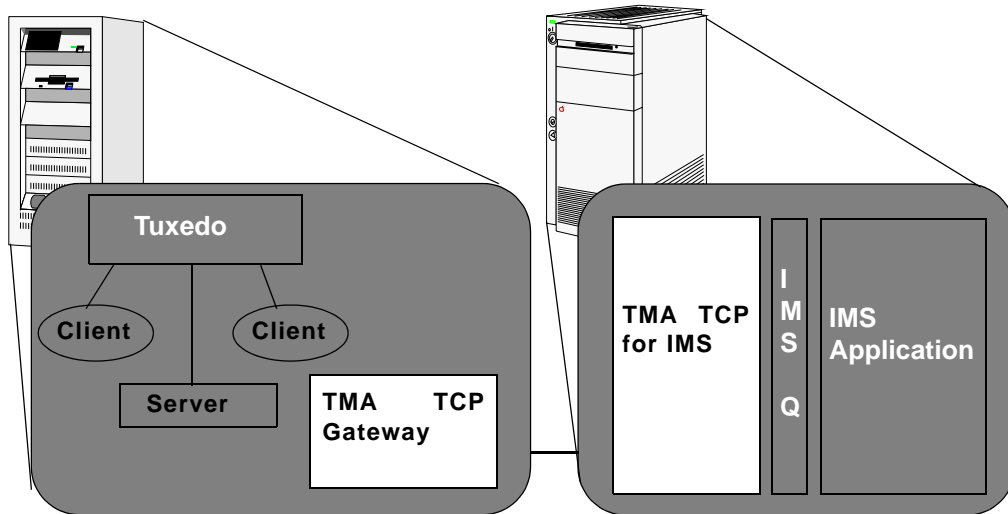 Tuxedo
Client
Client
Server
TMA TCP
Gateway
TMA TCP
for IMS
I
M
S
Q
IMS
Application